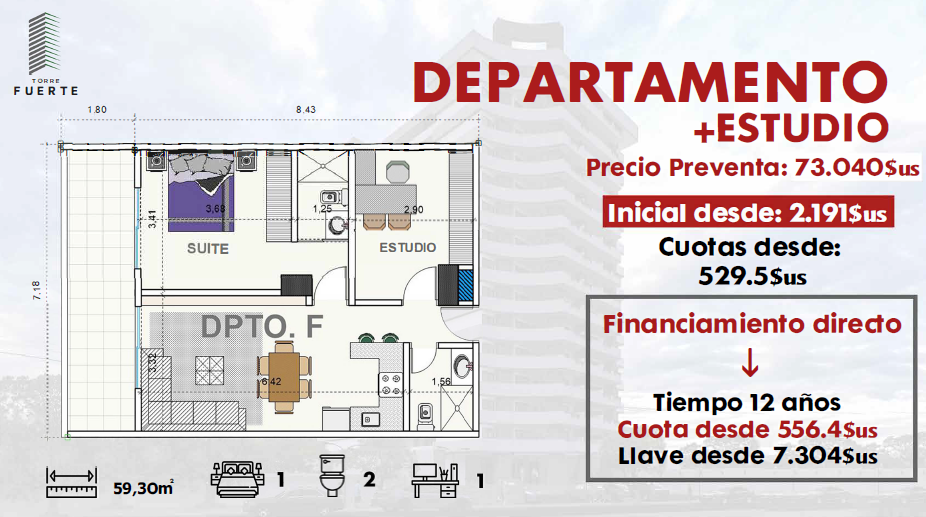 TORRE
FUERTE
DEPARTAMENTO
+ESTUDIO
Precio Preventa: 73.040$us
Inicial desde: 2.191$us
Cuotas desde:
529.5$us
Financiamiento directo
↓
Tiempo 12 años
Cuota desde 556.4$us
Llave desde 7.304$us
1.80
8.43
7.18
3,41
3,68
1,25
2,90
SUITE
ESTUDIO
DPTO. F
3,32
6,42
1,56
59,30m²
1
2
1